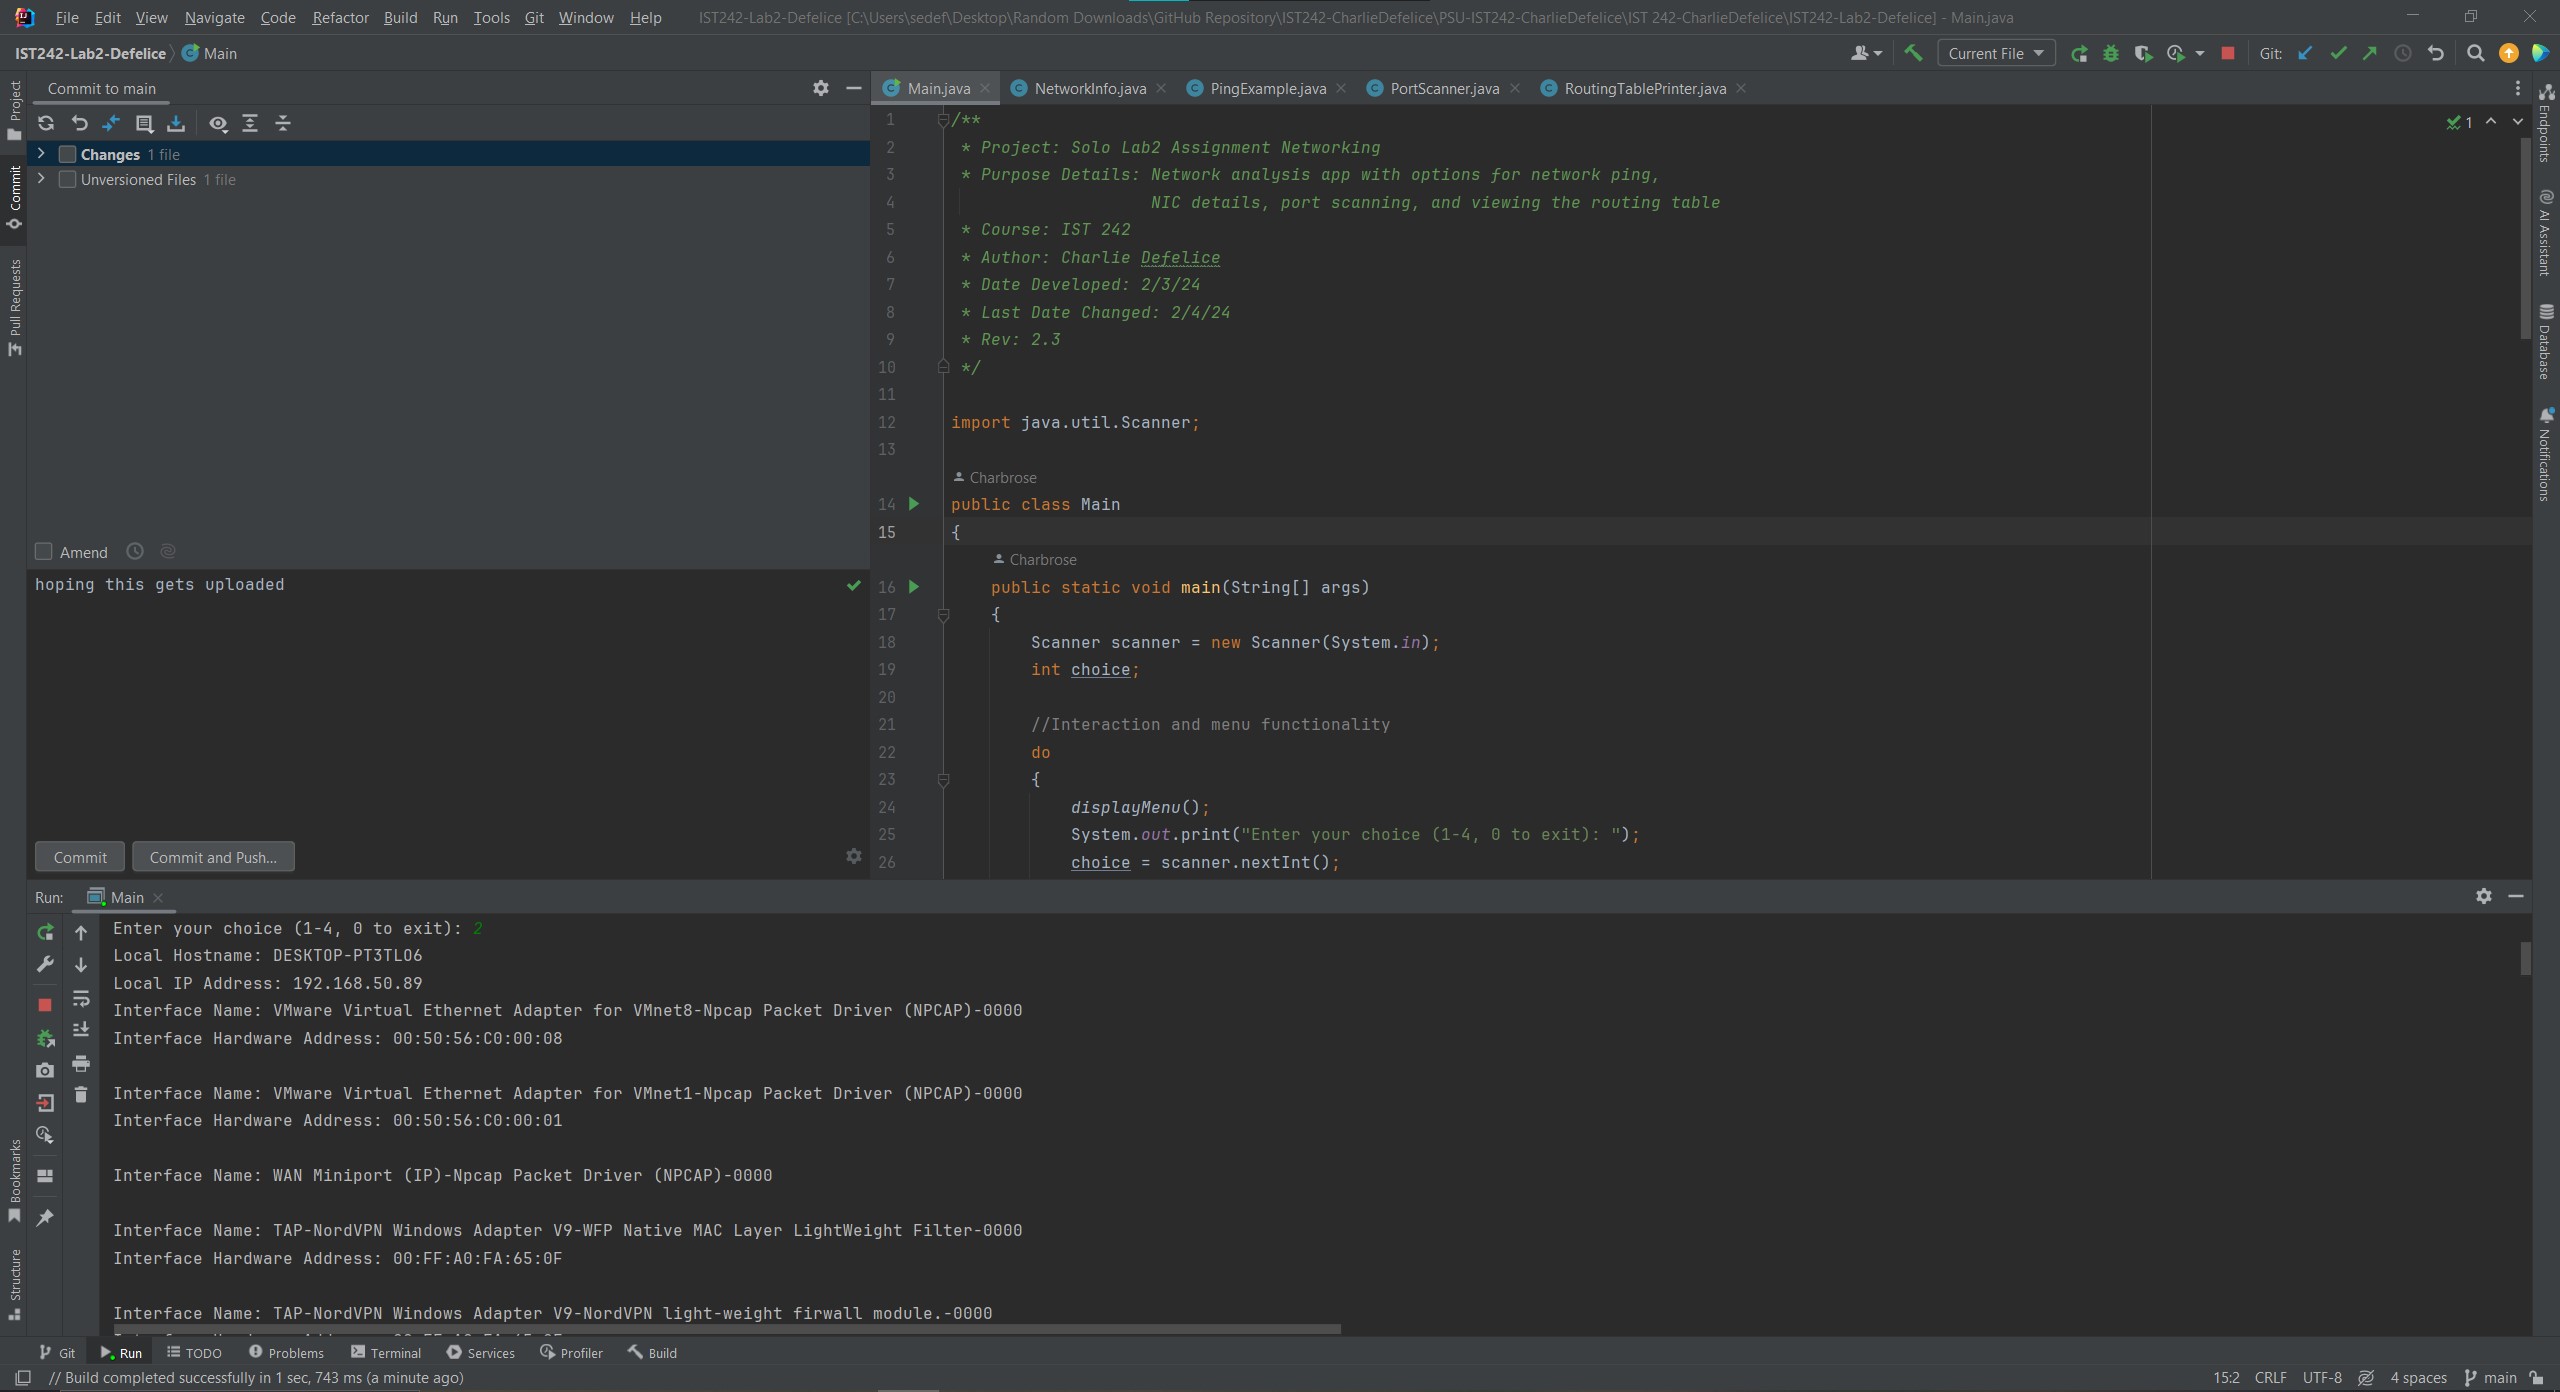 File Edit View Navigate Code Refactor Build Run Tools Git Window Help IST242-Lab2-Defelice [C:\Users\sedef\Desktop\Random Downloads\GitHub Repository\IST242-CharlieDefelice\PSU-IST242-CharlieDefelice\IST 242-CharlieDefelice\IST242-Lab2-Defelice] - Main.java
IST242-Lab2-Defelice Main Current File Git:
Commit to main
Main.java NetworkInfo.java PingExample.java PortScanner.java RoutingTablePrinter.java
Project
Commit
Pull Requests
Bookmarks
Structure
Changes 1 file
Unversioned Files 1 file
Amend
hoping this gets uploaded
Commit Commit and Push...
1 /**
2 * Project: Solo Lab2 Assignment Networking
3 * Purpose Details: Network analysis app with options for network ping,
4 NIC details, port scanning, and viewing the routing table
5 * Course: IST 242
6 * Author: Charlie Defelice
7 * Date Developed: 2/3/24
8 * Last Date Changed: 2/4/24
9 * Rev: 2.3
10 */
11
12 import java.util.Scanner;
13
Charbrose
14 public class Main
15 {
Charbrose
16 public static void main(String[] args)
17 {
18 Scanner scanner = new Scanner(System.in);
19 int choice;
20
21 //Interaction and menu functionality
22 do
23 {
24 displayMenu();
25 System.out.print("Enter your choice (1-4, 0 to exit): ");
26 choice = scanner.nextInt();
1
Endpoints
AI Assistant
Database
Notifications
Run: Main
Enter your choice (1-4, 0 to exit): 2
Local Hostname: DESKTOP-PT3TLO6
Local IP Address: 192.168.50.89
Interface Name: VMware Virtual Ethernet Adapter for VMnet8-Npcap Packet Driver (NPCAP)-0000
Interface Hardware Address: 00:50:56:C0:00:08
Interface Name: VMware Virtual Ethernet Adapter for VMnet1-Npcap Packet Driver (NPCAP)-0000
Interface Hardware Address: 00:50:56:C0:00:01
Interface Name: WAN Miniport (IP)-Npcap Packet Driver (NPCAP)-0000
Interface Name: TAP-NordVPN Windows Adapter V9-WFP Native MAC Layer LightWeight Filter-0000
Interface Hardware Address: 00:FF:A0:FA:65:0F
Interface Name: TAP-NordVPN Windows Adapter V9-NordVPN light-weight firwall module.-0000
Git Run TODO Problems Terminal Services Profiler Build
// Build completed successfully in 1 sec, 743 ms (a minute ago) 15:2 CRLF UTF-8 4 spaces main